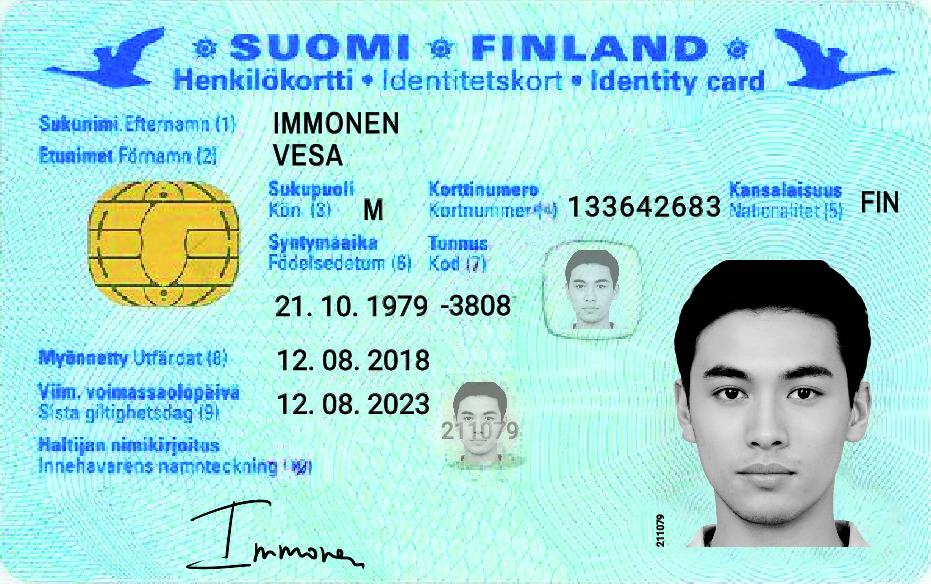 SUOMI FINLAND
Henkilökortti • Identitetskort • Identity card
Sukunimi Efternamn (1)
IMMONEN
Etunimet Förnamn (2)
VESA
Sukupuoli
Kön (3)
M
Korttinumero
Kortnummer (4)
133642683
Kansalaisuus
Nationalitet (5)
FIN
Syntymäaika
Födelsedetum (6)
21. 10. 1979
Tunnus
Kod (7)
-3808
Myönnetty Utfärdat (8)
12. 08. 2018
Viim. voimassaolopäivä
Sista giltighetsdag (9)
12. 08. 2023
211079
Haltijan nimikirjoitus
Innehavarens namnteckning
Immonen
211079